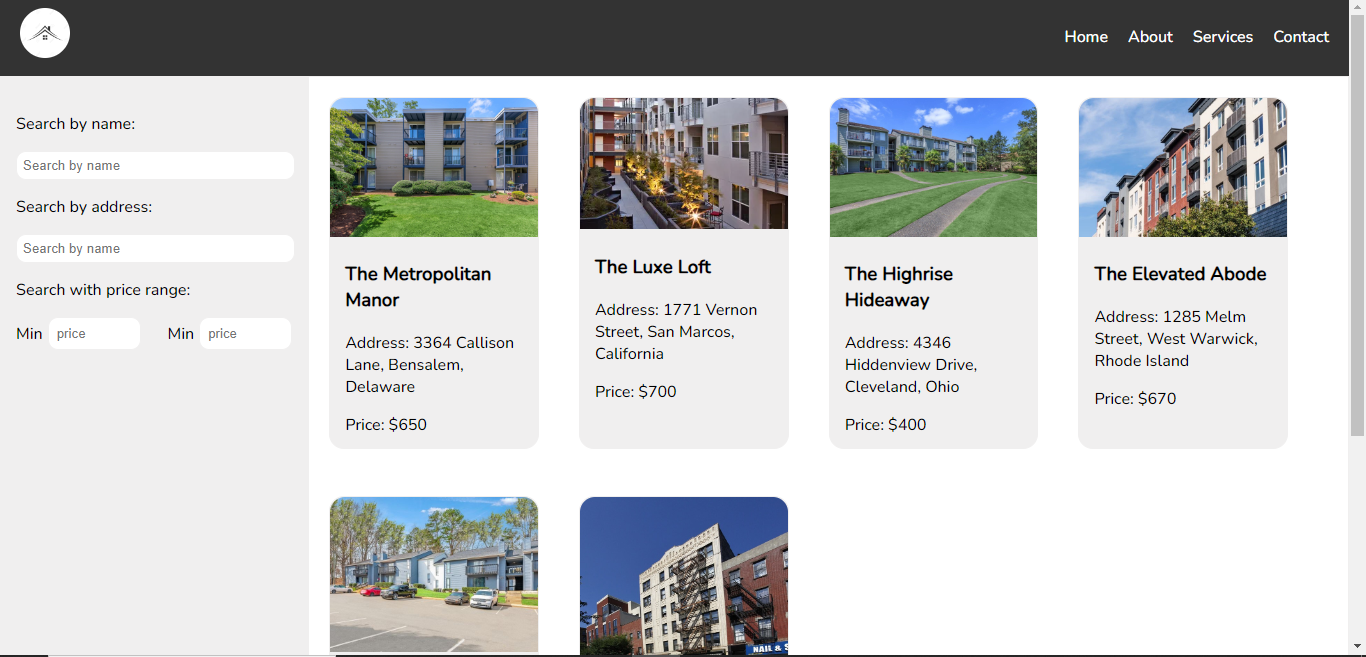 Home About Services Contact
Search by name:
Search by name
Search by address:
Search by name
Search with price range:
Min price Min price
The Metropolitan
Manor
Address: 3364 Callison
Lane, Bensalem,
Delaware
Price: $650
The Luxe Loft
Address: 1771 Vernon
Street, San Marcos,
California
Price: $700
The Highrise
Hideaway
Address: 4346
Hiddenview Drive,
Cleveland, Ohio
Price: $400
The Elevated Abode
Address: 1285 Melm
Street, West Warwick,
Rhode Island
Price: $670
NAIL & S